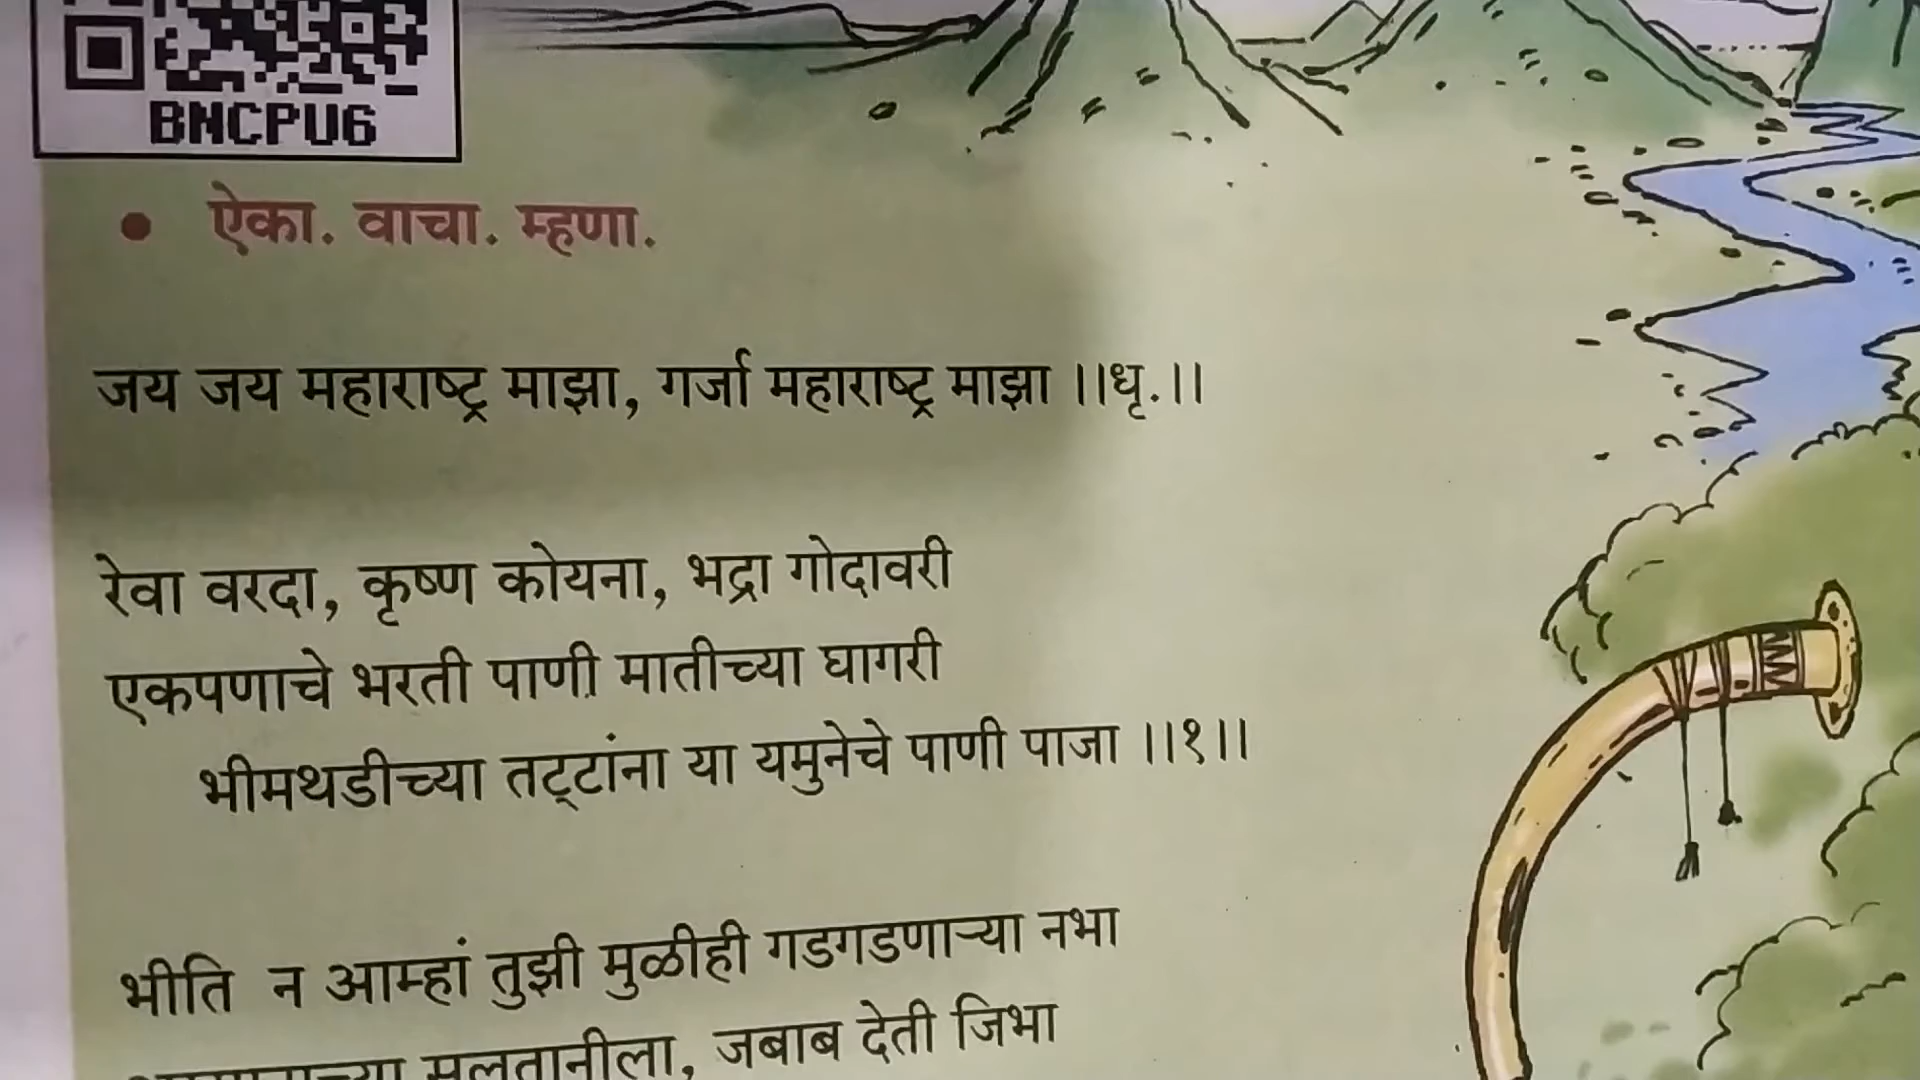 BNCPU6
• ऐका. वाचा. म्हणा.
जय जय महाराष्ट्र माझा, गर्जा महाराष्ट्र माझा ।।धृ.।।
रेवा वरदा, कृष्ण कोयना, भद्रा गोदावरी
एकपणाचे भरती पाणी मातीच्या घागरी
भीमथडीच्या तट्टांना या यमुनेचे पाणी पाजा ।।१।।
भीति न आम्हां तुझी मुळीही गडगडणाऱ्या नभा
सुलतानीला, जबाब देती जिभा